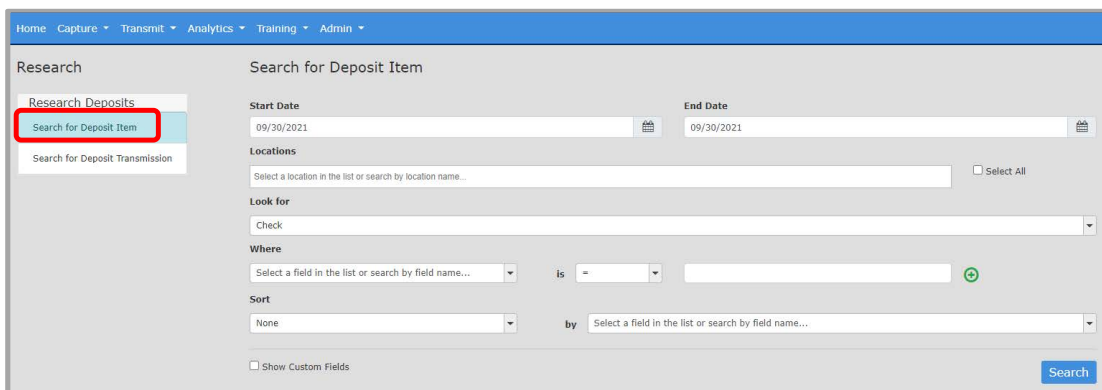 Home Capture Transmit Analytics Training Admin
Research
Research Deposits
Search for Deposit Item
Search for Deposit Transmission
Search for Deposit Item
Start Date
End Date
09/30/2021
09/30/2021
Locations
Select a location in the list or search by location name...
Select All
Look for
Check
Where
Select a field in the list or search by field name...
is
=
Sort
None
by
Select a field in the list or search by field name...
Show Custom Fields
Search